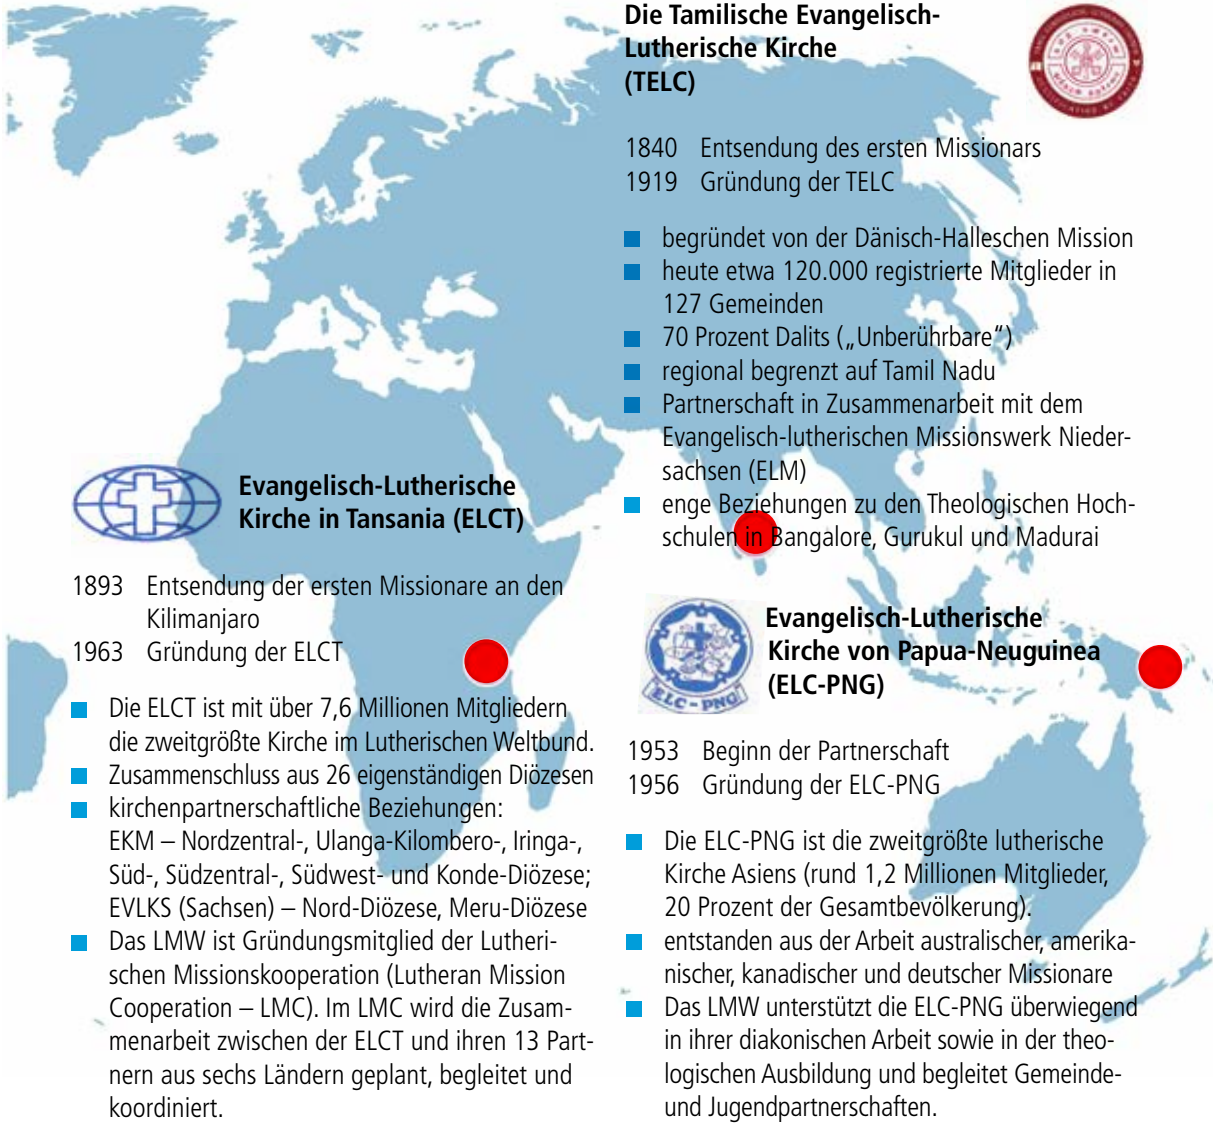 Die Tamilische Evangelisch-
Lutherische Kirche
(TELC)
1840 Entsendung des ersten Missionars
1919 Gründung der TELC
begründet von der Dänisch-Halleschen Mission
heute etwa 120.000 registrierte Mitglieder in
127 Gemeinden
70 Prozent Dalits („Unberührbare“)
regional begrenzt auf Tamil Nadu
Partnerschaft in Zusammenarbeit mit dem
Evangelisch-lutherischen Missionswerk Nieder-
sachsen (ELM)
enge Beziehungen zu den Theologischen Hoch-
schulen in Bangalore, Gurukul und Madurai
Evangelisch-Lutherische
Kirche in Tansania (ELCT)
1893 Entsendung der ersten Missionare an den
Kilimanjaro
1963 Gründung der ELCT
Die ELCT ist mit über 7,6 Millionen Mitgliedern
die zweitgrößte Kirche im Lutherischen Weltbund.
Zusammenschluss aus 26 eigenständigen Diözesen
kirchenpartnerschaftliche Beziehungen:
EKM – Nordzentral-, Ulanga-Kilombero-, Iringa-,
Süd-, Südzentral-, Südwest- und Konde-Diözese;
EVLKS (Sachsen) – Nord-Diözese, Meru-Diözese
Das LMW ist Gründungsmitglied der Lutheri-
schen Missionskooperation (Lutheran Mission
Cooperation – LMC). Im LMC wird die Zusam-
menarbeit zwischen der ELCT und ihren 13 Part-
nern aus sechs Ländern geplant, begleitet und
koordiniert.
ELC-PNG
Evangelisch-Lutherische
Kirche von Papua-Neuguinea
(ELC-PNG)
1953 Beginn der Partnerschaft
1956 Gründung der ELC-PNG
Die ELC-PNG ist die zweitgrößte lutherische
Kirche Asiens (rund 1,2 Millionen Mitglieder,
20 Prozent der Gesamtbevölkerung).
entstanden aus der Arbeit australischer, amerika-
nischer, kanadischer und deutscher Missionare
Das LMW unterstützt die ELC-PNG überwiegend
in ihrer diakonischen Arbeit sowie in der theo-
logischen Ausbildung und begleitet Gemeinde-
und Jugendpartnerschaften.